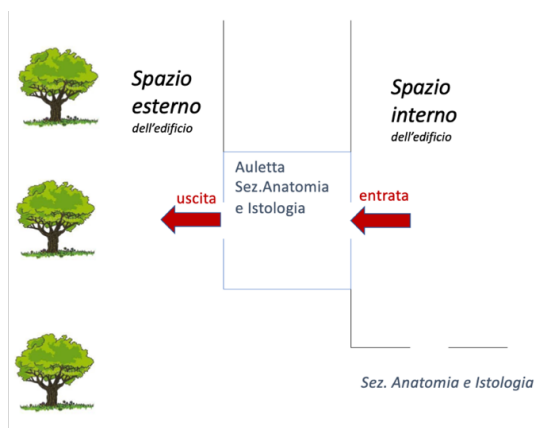 Spazio
esterno
dell'edificio
Spazio
interno
dell'edificio
Auletta
Sez.Anatomia
e Istologia
uscita
entrata
Sez. Anatomia e Istologia